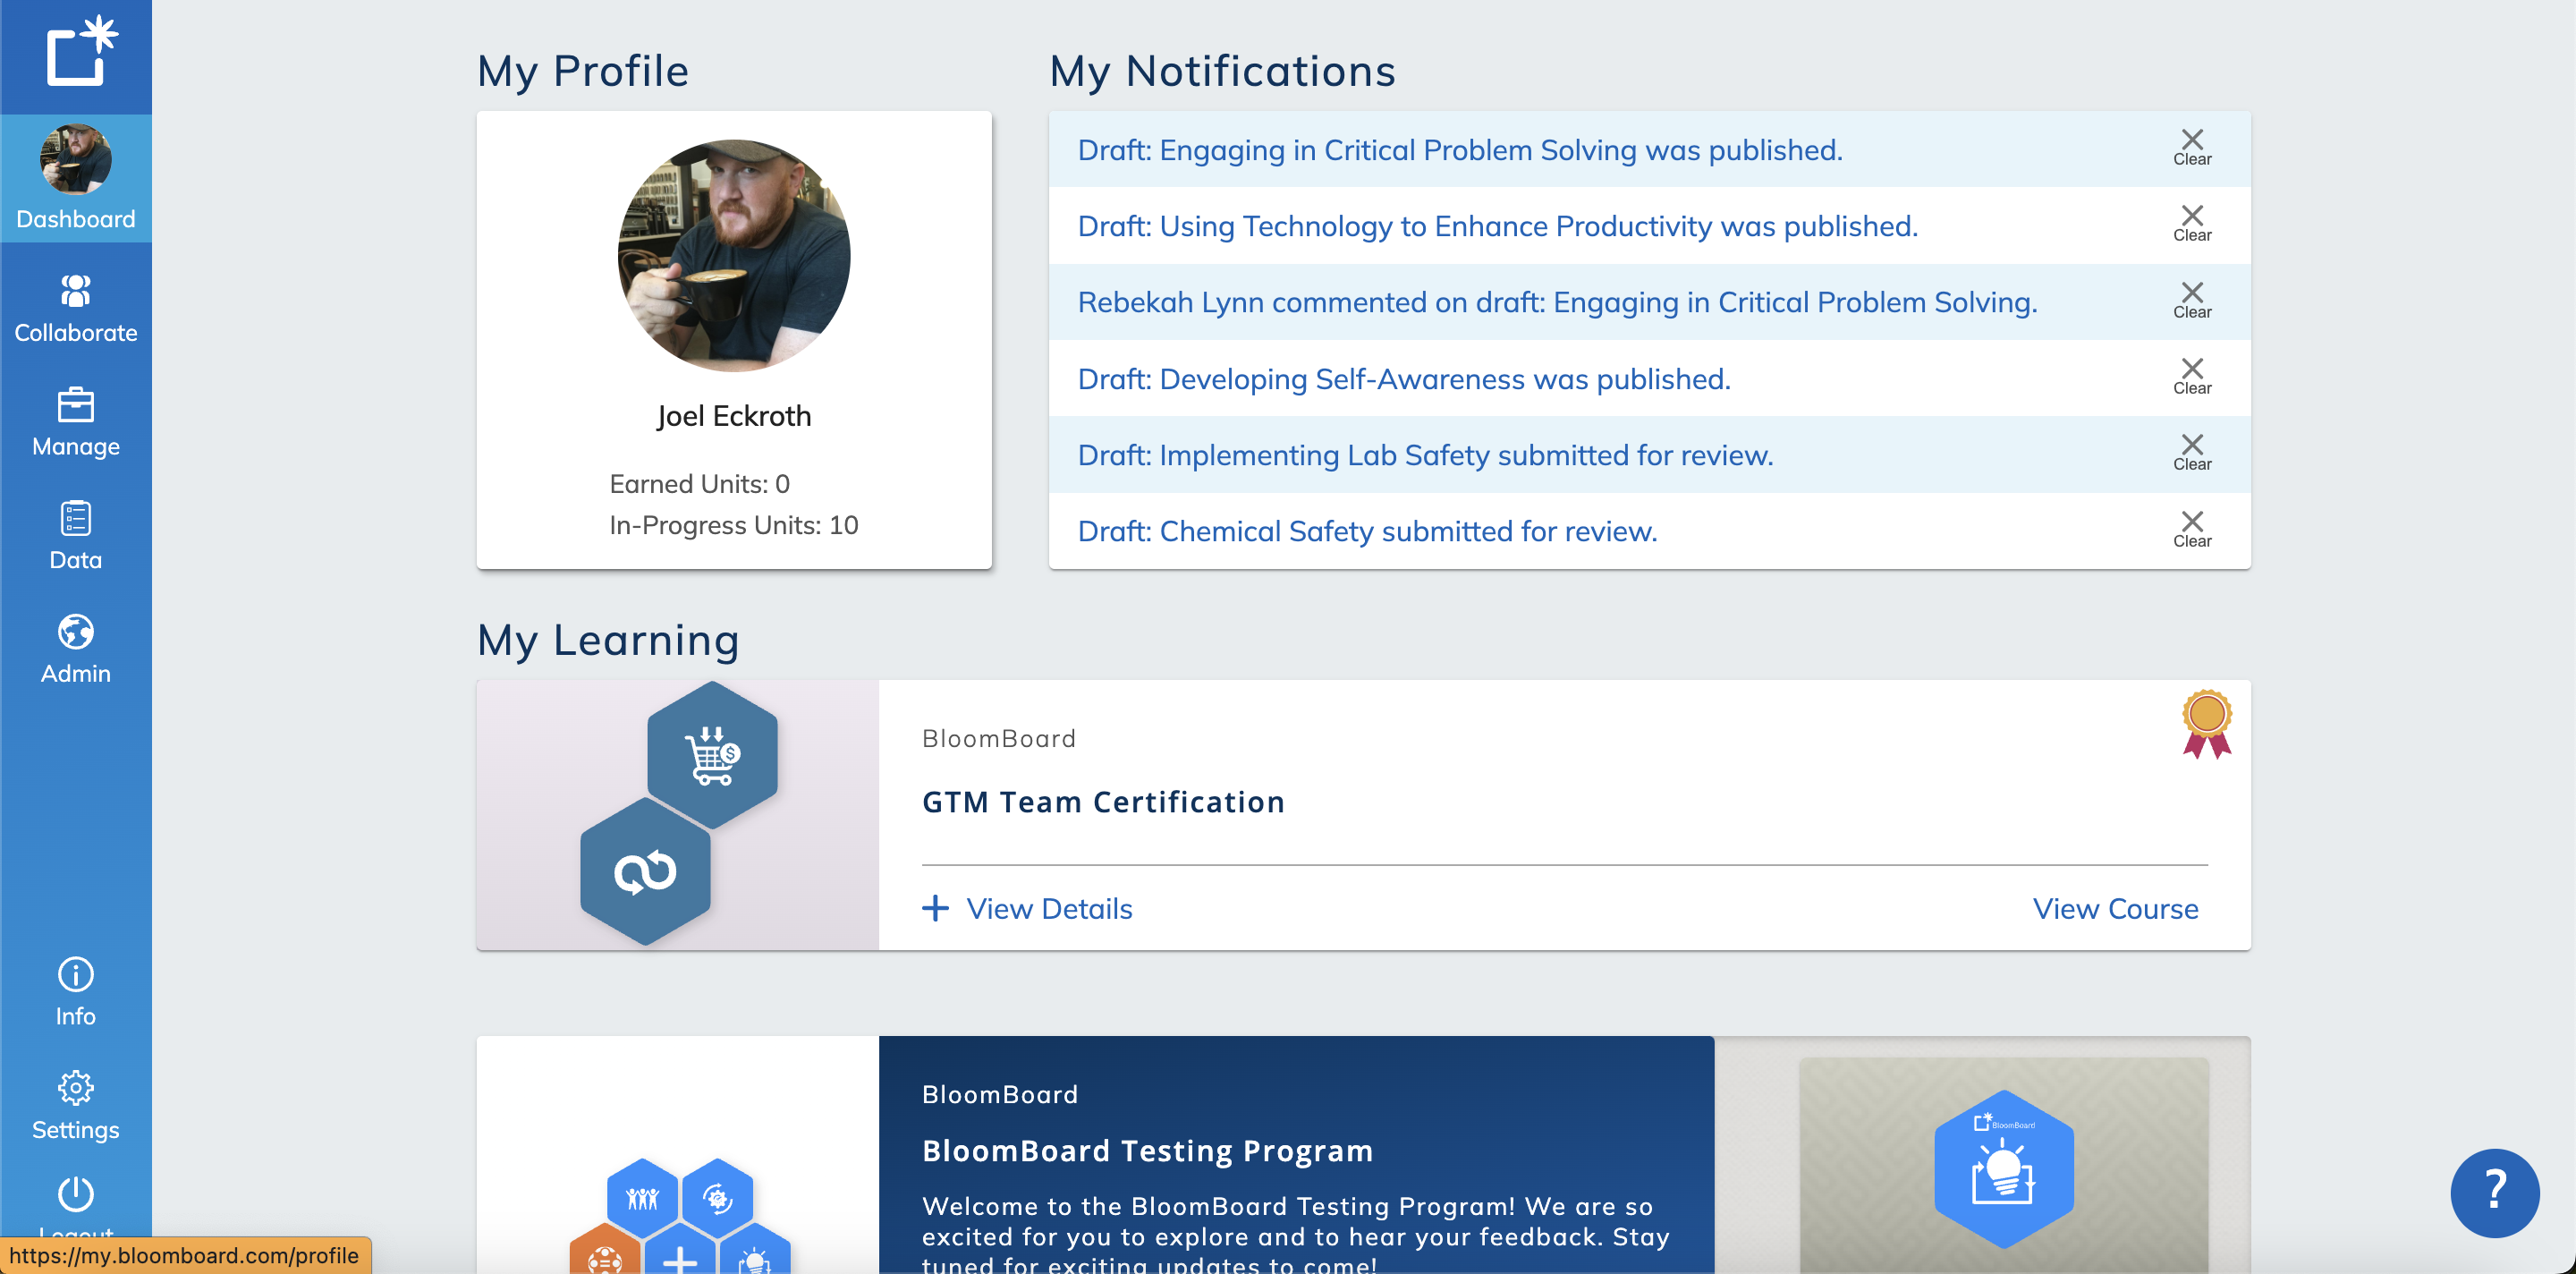 Dashboard
Collaborate
Manage
Data
Admin
Info
Settings
Logout
https://my.bloomboard.com/profile
My Profile
Joel Eckroth
Earned Units: 0
In-Progress Units: 10
My Notifications
Draft: Engaging in Critical Problem Solving was published.
Clear
Draft: Using Technology to Enhance Productivity was published.
Clear
Rebekah Lynn commented on draft: Engaging in Critical Problem Solving.
Clear
Draft: Developing Self-Awareness was published.
Clear
Draft: Implementing Lab Safety submitted for review.
Clear
Draft: Chemical Safety submitted for review.
Clear
My Learning
BloomBoard
GTM Team Certification
+ View Details
View Course
BloomBoard
BloomBoard Testing Program
Welcome to the BloomBoard Testing Program! We are so
excited for you to explore and to hear your feedback. Stay
tuned for exciting updates to come!
BloomBoard
?